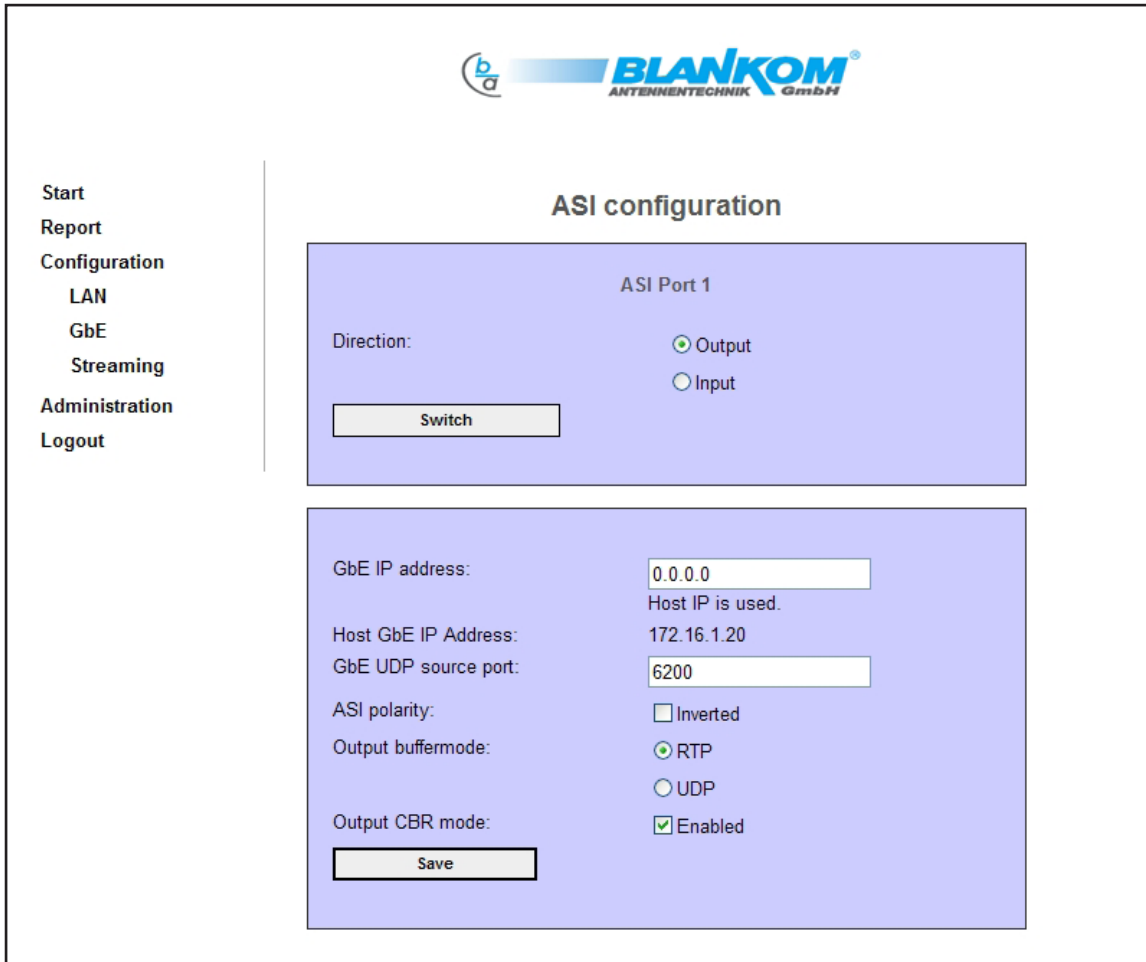 b
a
BLANKOM®
ANTENNENTECHNIK GmbH
Start
Report
Configuration
LAN
GbE
Streaming
Administration
Logout
ASI configuration
ASI Port 1
Direction:
Output
Input
Switch
GbE IP address:
0.0.0.0
Host IP is used.
Host GbE IP Address:
172.16.1.20
GbE UDP source port:
6200
ASI polarity:
Inverted
Output buffermode:
RTP
UDP
Output CBR mode:
Enabled
Save